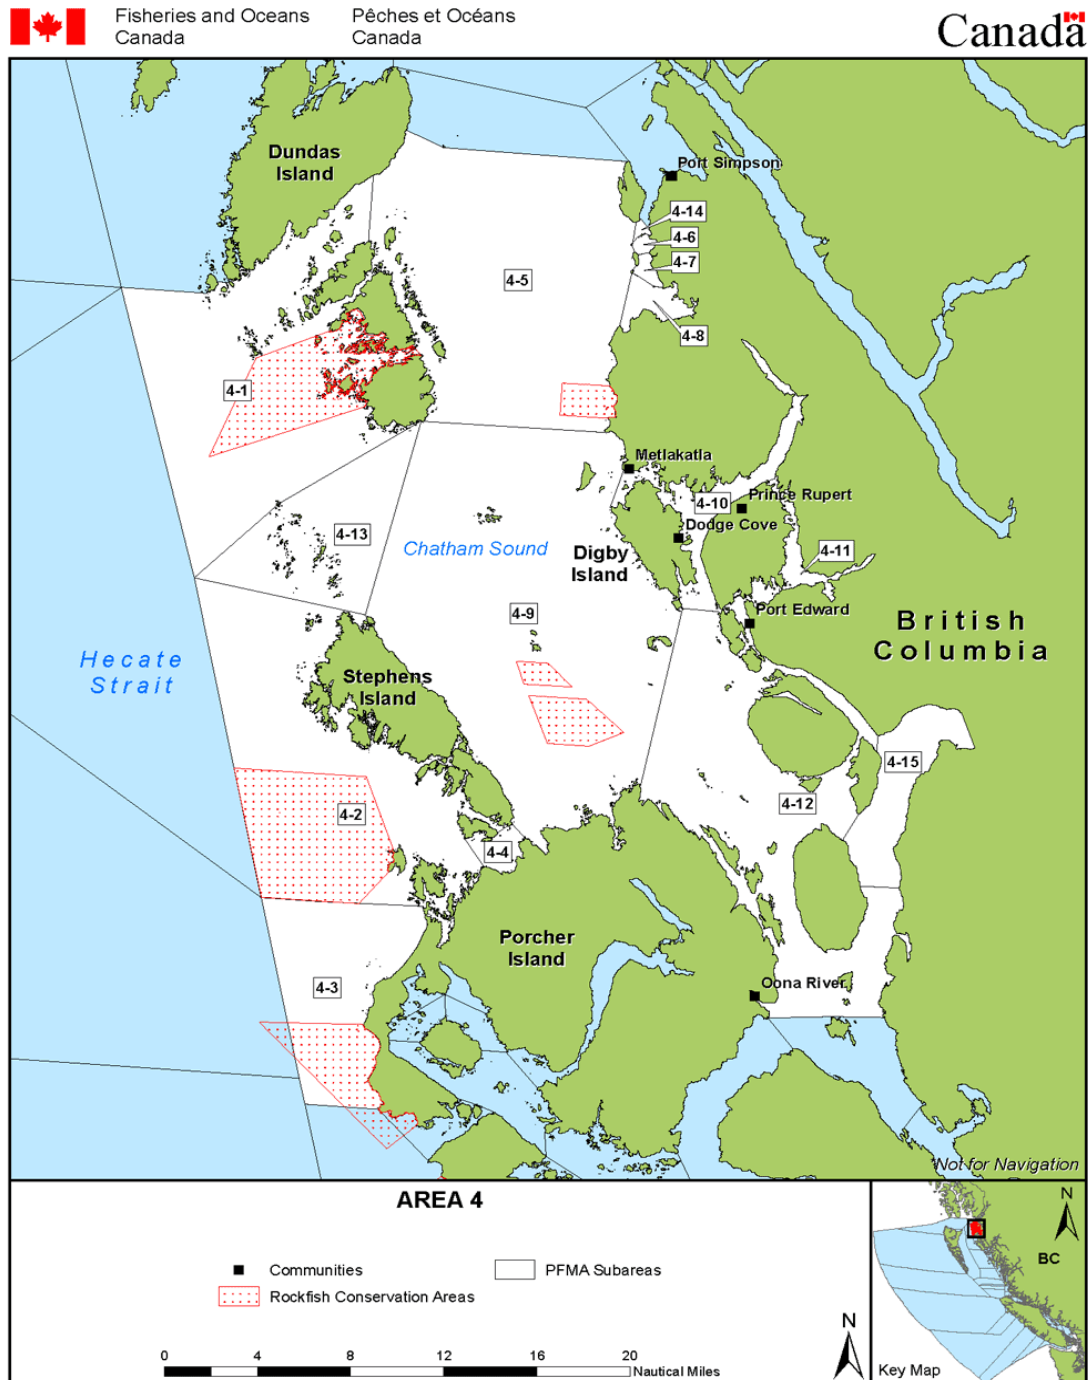 Fisheries and Oceans
Canada
Pêches et Océans
Canada
Canada
Dundas
Island
Port Simpson
4-14
4-6
4-7
4-5
4-8
4-1
Metlakatla
4-10
Prince Rupert
Dodge Cove
4-13
Chatham Sound
Digby
Island
4-11
4-9
Port Edward
British
Columbia
Hecate
Strait
Stephens
Island
4-15
4-12
4-2
4-4
Porcher
Island
4-3
Oona River
Not for Navigation
AREA 4
Communities
PFMA Subareas
Rockfish Conservation Areas
0 4 8 12 16 20
Nautical Miles
N
N
BC
Key Map